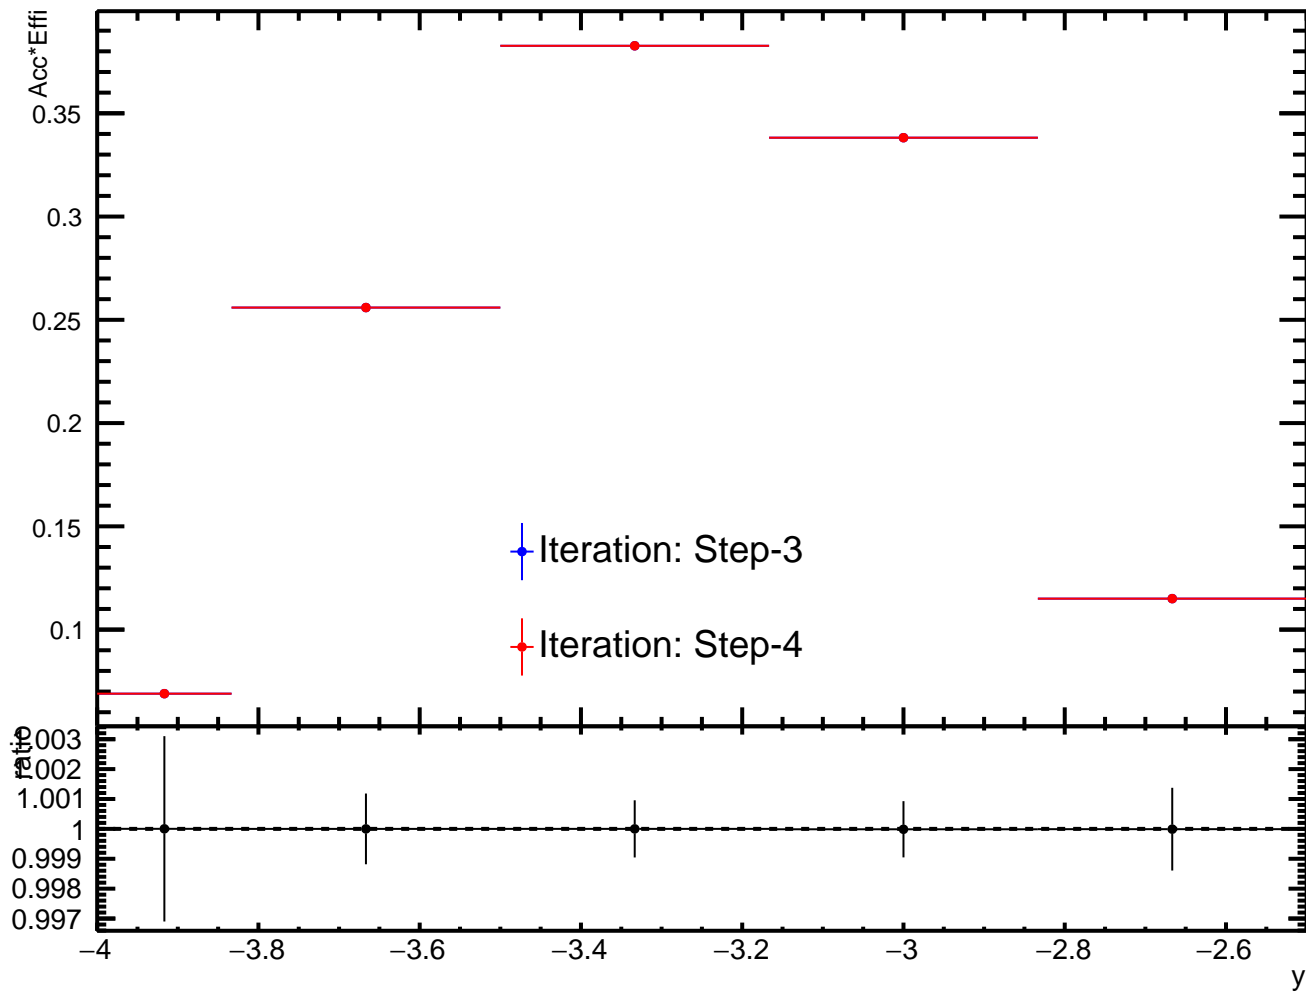 Acc*Effi
0.35
0.3
0.25
0.2
0.15
0.1
Iteration: Step-3
Iteration: Step-4
ratio
1.003
1.002
1.001
1
0.999
0.998
0.997
−4 −3.8 −3.6 −3.4 −3.2 −3 −2.8 −2.6
y